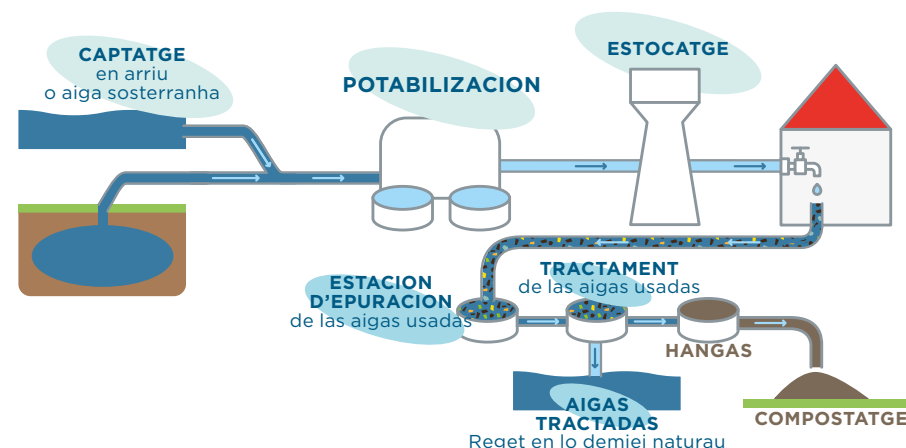 CAPTATGE
en arriu
o aiga sosterranha
POTABILIZACION
ESTOCATGE
ESTACION
D'EPURACION
de las aigas usadas
TRACTAMENT
de las aigas usadas
HANGAS
COMPOSTATGE
AIGAS
TRACTADAS
Reget en lo demiei naturau